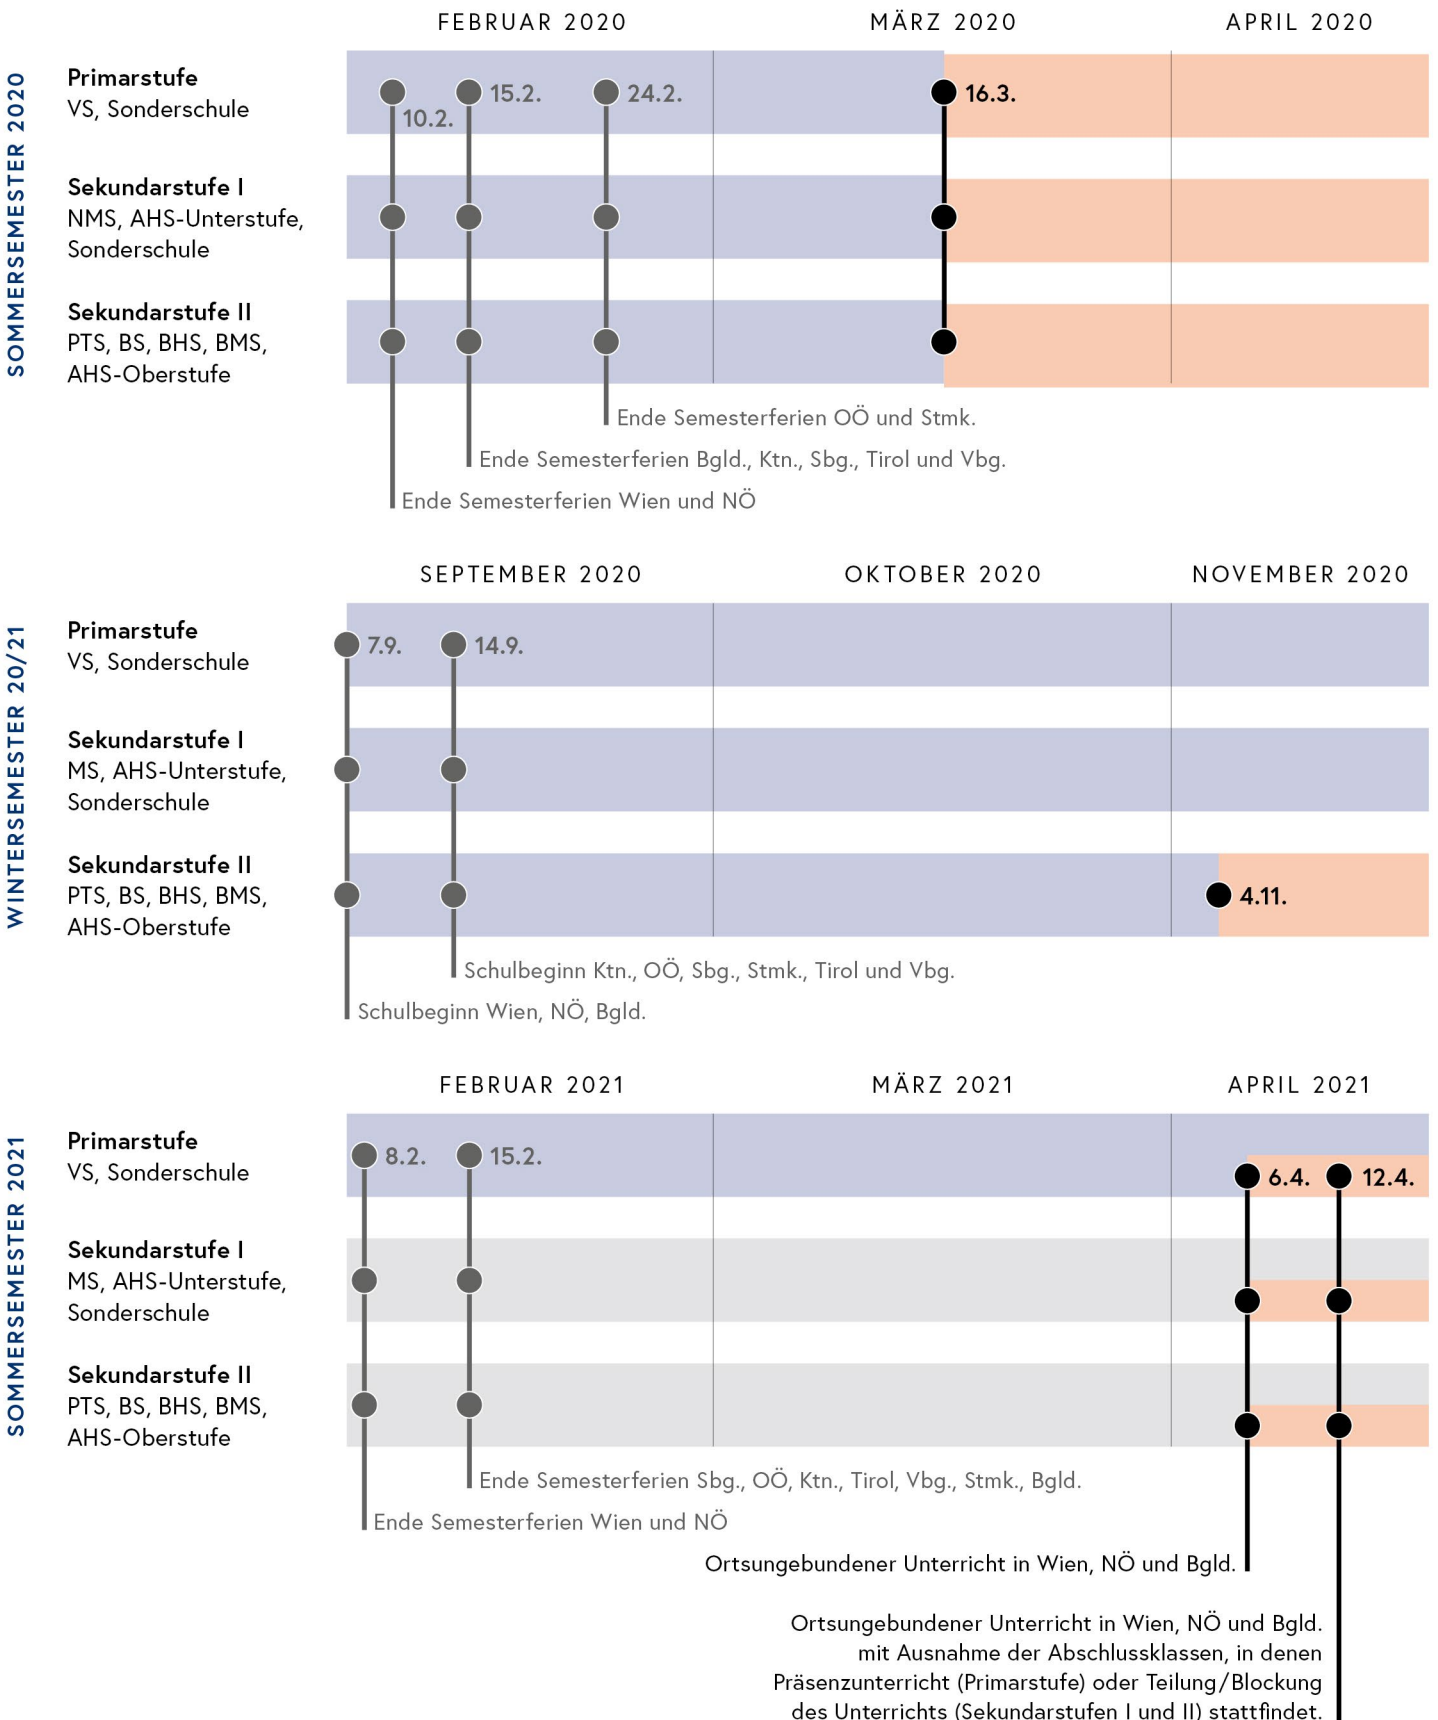 SOMMERSEMESTER 2020
FEBRUAR 2020
MÄRZ 2020
APRIL 2020
Primarstufe
VS, Sonderschule
10.2.
15.2.
24.2.
16.3.
Sekundarstufe I
NMS, AHS-Unterstufe,
Sonderschule
Sekundarstufe II
PTS, BS, BHS, BMS,
AHS-Oberstufe
Ende Semesterferien OÖ und Stmk.
Ende Semesterferien Bgld., Ktn., Sbg., Tirol und Vbg.
Ende Semesterferien Wien und NÖ
WINTERSEMESTER 20/21
SEPTEMBER 2020
OKTOBER 2020
NOVEMBER 2020
Primarstufe
VS, Sonderschule
7.9.
14.9.
Sekundarstufe I
MS, AHS-Unterstufe,
Sonderschule
Sekundarstufe II
PTS, BS, BHS, BMS,
AHS-Oberstufe
4.11.
Schulbeginn Ktn., OÖ, Sbg., Stmk., Tirol und Vbg.
Schulbeginn Wien, NÖ, Bgld.
SOMMERSEMESTER 2021
FEBRUAR 2021
MÄRZ 2021
APRIL 2021
Primarstufe
VS, Sonderschule
8.2.
15.2.
6.4.
12.4.
Sekundarstufe I
MS, AHS-Unterstufe,
Sonderschule
Sekundarstufe II
PTS, BS, BHS, BMS,
AHS-Oberstufe
Ende Semesterferien Sbg., OÖ, Ktn., Tirol, Vbg., Stmk., Bgld.
Ende Semesterferien Wien und NÖ
Ortsungebundener Unterricht in Wien, NÖ und Bgld.
Ortsungebundener Unterricht in Wien, NÖ und Bgld.
mit Ausnahme der Abschlussklassen, in denen
Präsenzunterricht (Primarstufe) oder Teilung/Blockung
des Unterrichts (Sekundarstufen I und II) stattfindet.